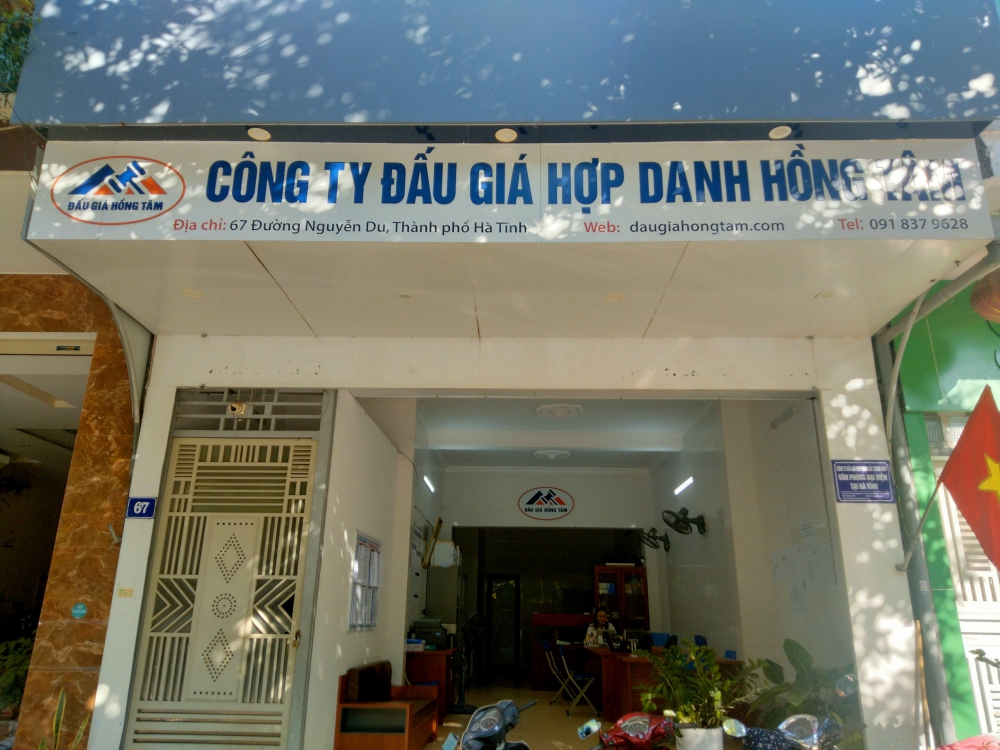 CÔNG TY ĐẤU GIÁ HỢP DANH HỒNG TÂM
ĐẤU GIÁ HỒNG TÂM
Địa chỉ: 67 Đường Nguyễn Du, Thành phố Hà Tĩnh Web: daugiahongtam.com Tel: 091 837 9628
67
VĂN PHÒNG ĐẠI DIỆN
TẠI HÀ TĨNH
ĐẤU GIÁ HỒNG TÂM